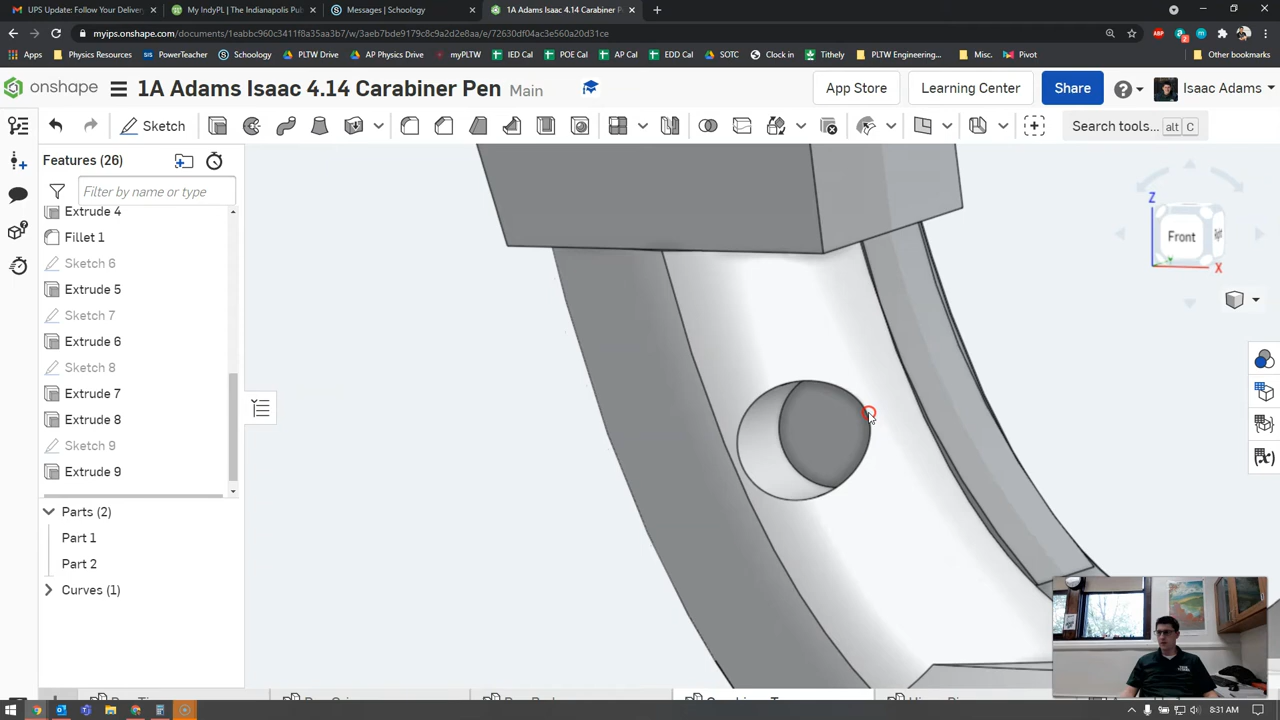 UPS Update: Follow Your Delivery
My IndyPL | The Indianapolis Pub
Messages | Schoology
1A Adams Isaac 4.14 Carabiner Pen
myips.onshape.com/documents/1eabbc960c3411f8a35aa3b7/w/3aeb7bde9179c8c9a2d2e8aa/e/72630df04ac3e560a20d31ce
Apps
SIS Portal
PowerTeacher
Schoology
PLTW Drive
AP Physics Drive
myPLTW
IED Cal
POE Cal
AP Cal
EDD Cal
SOTC
Clock in
Tithely
PLTW Engineering...
Misc.
Pivot
Other bookmarks
onshape
1A Adams Isaac 4.14 Carabiner Pen
Main
App Store
Learning Center
Share
Isaac Adams
Sketch
Search tools...
alt
C
Features (26)
Filter by name or type
Extrude 4
Fillet 1
Sketch 6
Extrude 5
Sketch 7
Extrude 6
Sketch 8
Extrude 7
Extrude 8
Sketch 9
Extrude 9
Parts (2)
Part 1
Part 2
Curves (1)
Z
Front
X
8:31 AM